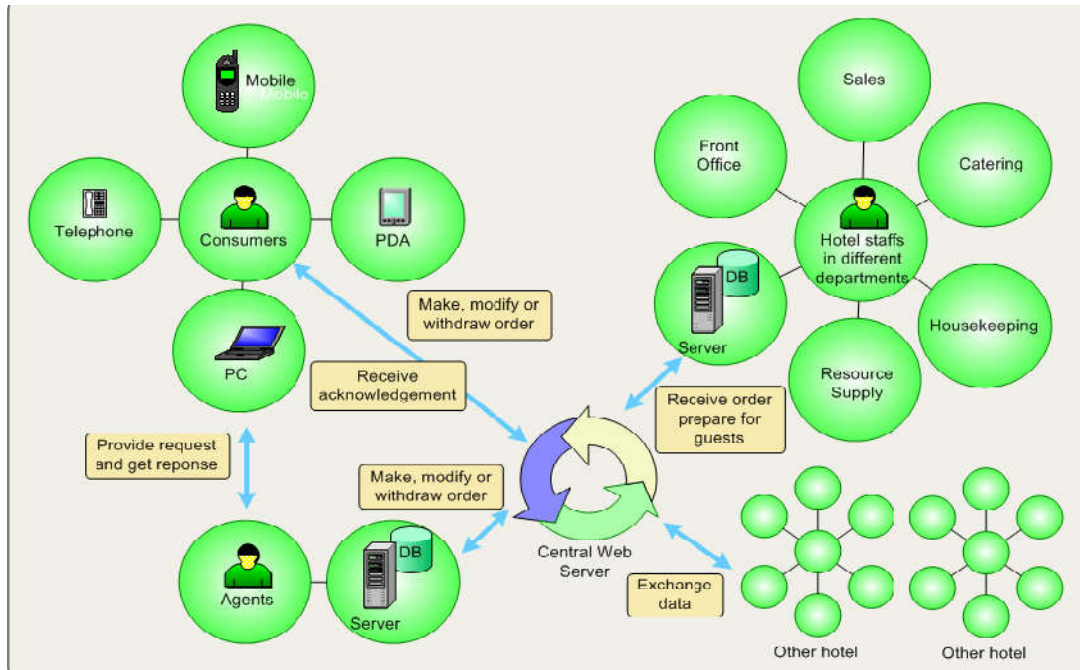 Mobile
Mobile
Telephone
Consumers
PDA
PC
Make, modify or
withdraw order
Receive
acknowledgement
Provide request
and get reponse
Agents
DB
Server
Make, modify or
withdraw order
Central Web
Server
Sales
Front
Office
Catering
Hotel staffs
in different
departments
DB
Server
Housekeeping
Resource
Supply
Receive order
prepare for
guests
Exchange
data
Other hotel
Other hotel